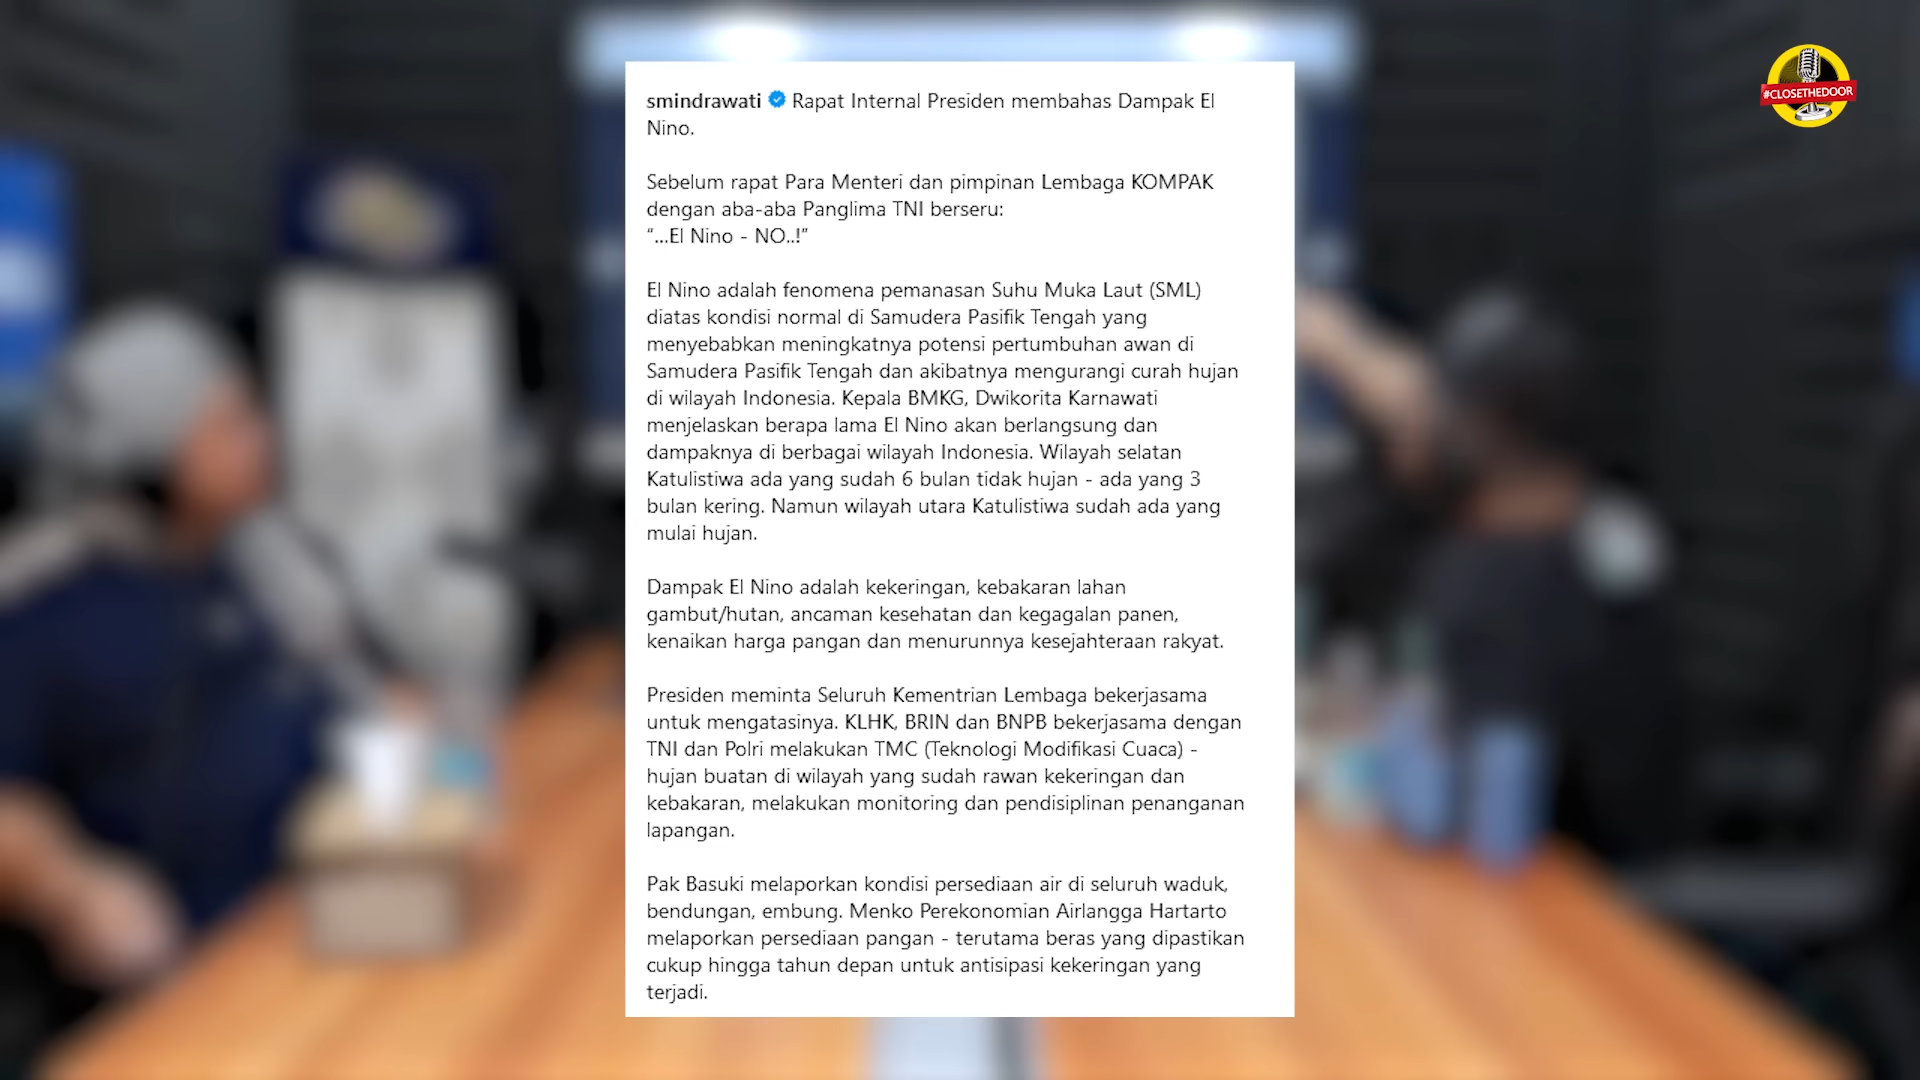 #CLOSETHEDOOR
smindrawati Rapat Internal Presiden membahas Dampak El
Nino.
Sebelum rapat Para Menteri dan pimpinan Lembaga KOMPAK
dengan aba-aba Panglima TNI berseru:
“...El Nino - NO..!”
El Nino adalah fenomena pemanasan Suhu Muka Laut (SML)
diatas kondisi normal di Samudera Pasifik Tengah yang
menyebabkan meningkatnya potensi pertumbuhan awan di
Samudera Pasifik Tengah dan akibatnya mengurangi curah hujan
di wilayah Indonesia. Kepala BMKG, Dwikorita Karnawati
menjelaskan berapa lama El Nino akan berlangsung dan
dampaknya di berbagai wilayah Indonesia. Wilayah selatan
Katulistiwa ada yang sudah 6 bulan tidak hujan - ada yang 3
bulan kering. Namun wilayah utara Katulistiwa sudah ada yang
mulai hujan.
Dampak El Nino adalah kekeringan, kebakaran lahan
gambut/hutan, ancaman kesehatan dan kegagalan panen,
kenaikan harga pangan dan menurunnya kesejahteraan rakyat.
Presiden meminta Seluruh Kementrian Lembaga bekerjasama
untuk mengatasinya. KLHK, BRIN dan BNPB bekerjasama dengan
TNI dan Polri melakukan TMC (Teknologi Modifikasi Cuaca) -
hujan buatan di wilayah yang sudah rawan kekeringan dan
kebakaran, melakukan monitoring dan pendisiplinan penanganan
lapangan.
Pak Basuki melaporkan kondisi persediaan air di seluruh waduk,
bendungan, embung. Menko Perekonomian Airlangga Hartarto
melaporkan persediaan pangan - terutama beras yang dipastikan
cukup hingga tahun depan untuk antisipasi kekeringan yang
terjadi.